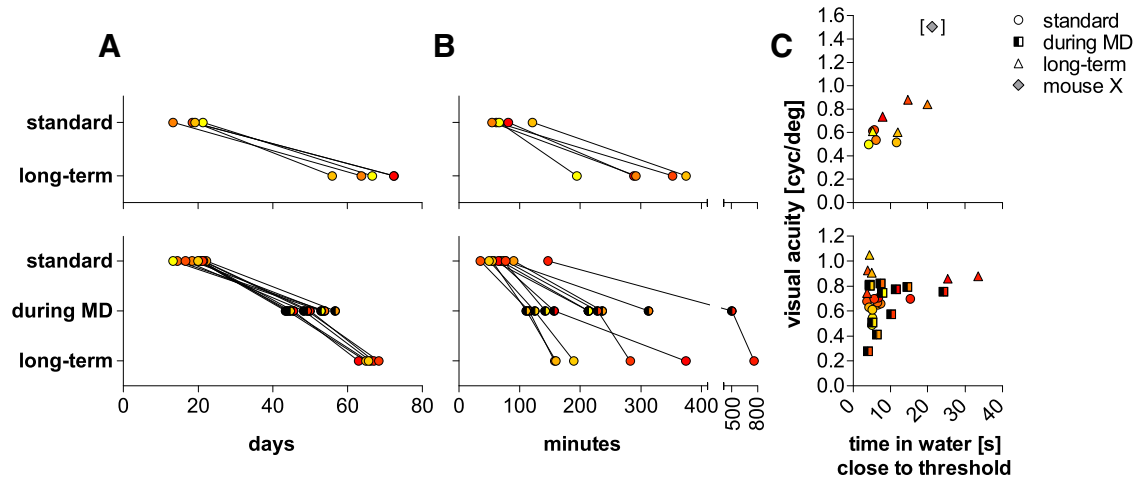 A
B
C
standard
long-term
standard
during MD
long-term
0 20 40 60 80
days
0 100 200 300 400 500 800
minutes
visual acuity [cyc/deg]
1.6
1.4
1.2
1.0
0.8
0.6
0.4
0.2
0.0
[ ]
1.2
1.0
0.8
0.6
0.4
0.2
0.0
0 10 20 30 40
time in water [s]
close to threshold
standard
during MD
long-term
mouse X